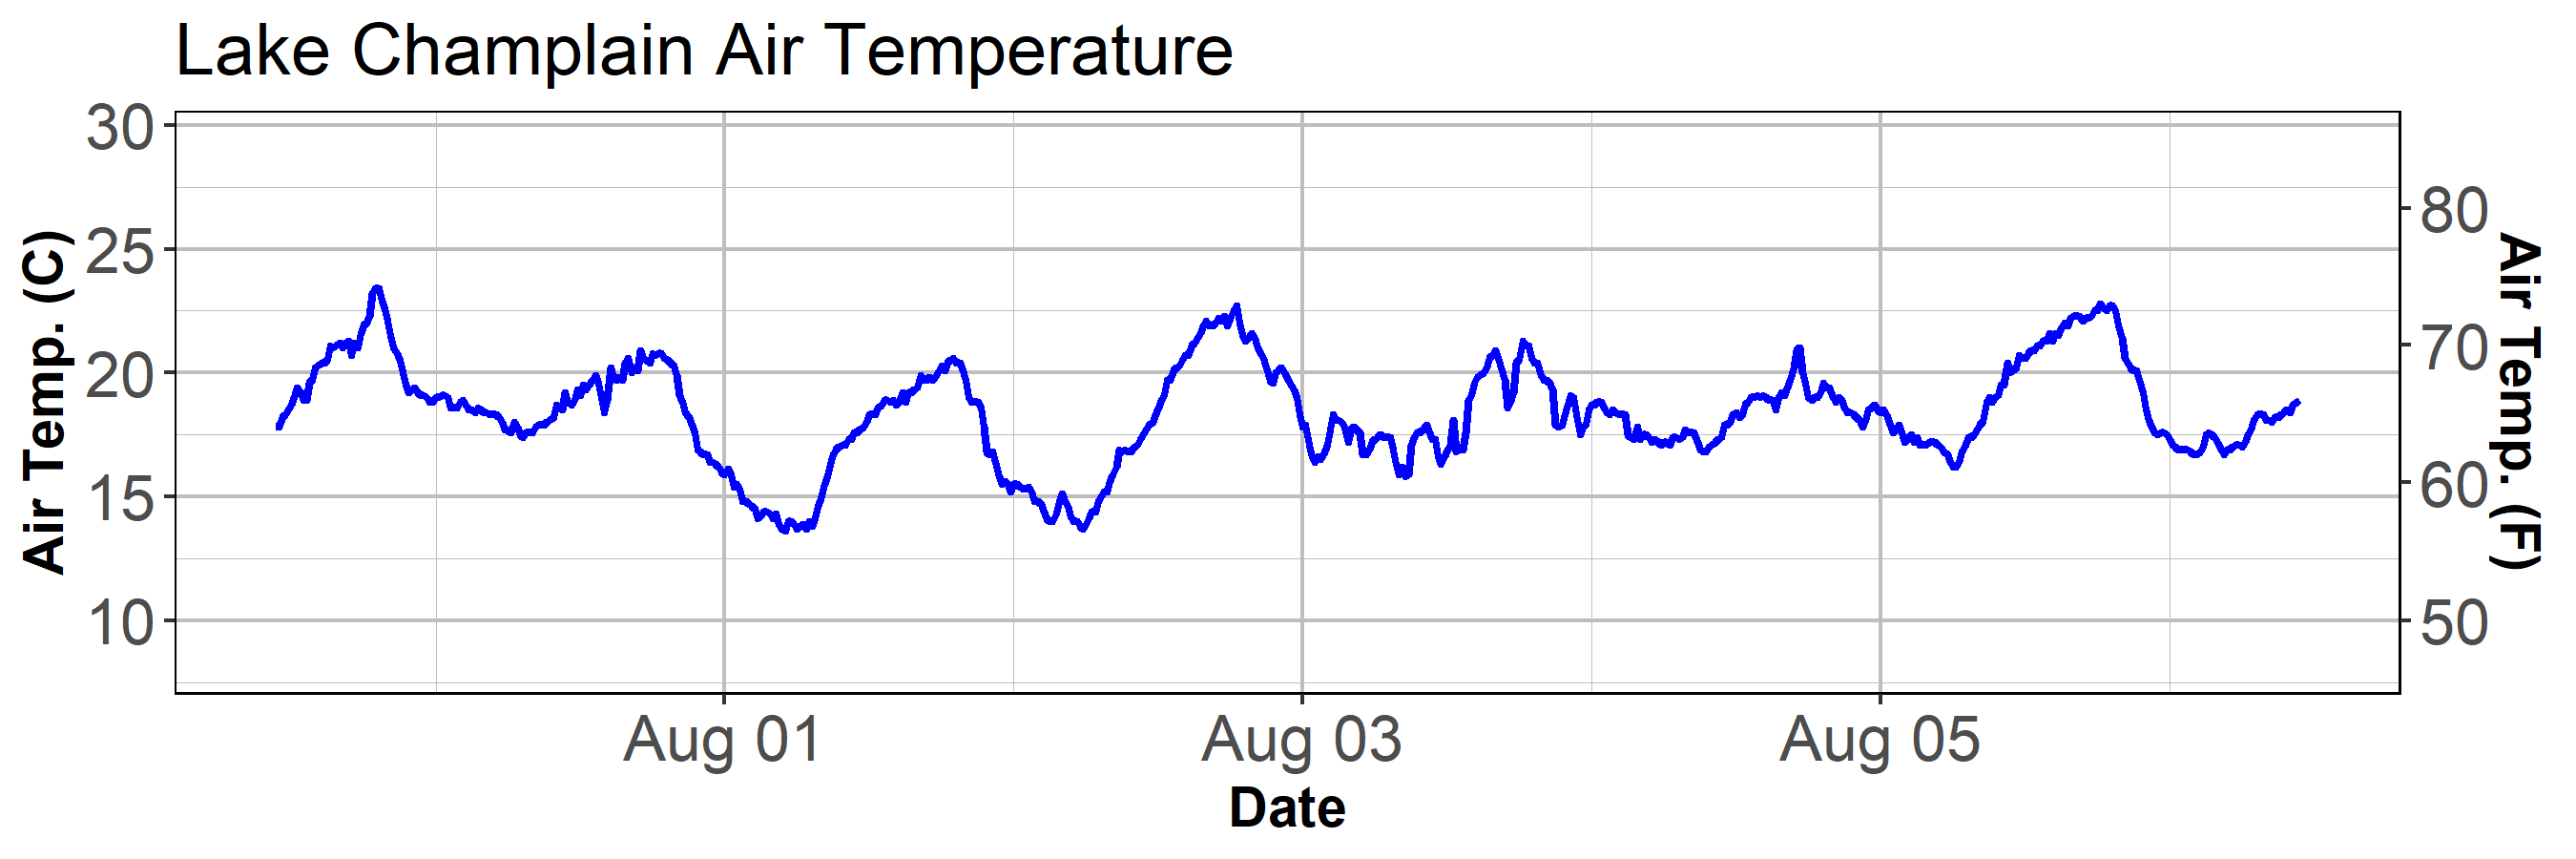 Lake Champlain Air Temperature
Air Temp. (C)
30
25
20
15
10
80
70
60
50
Air Temp. (F)
Aug 01
Aug 03
Aug 05
Date